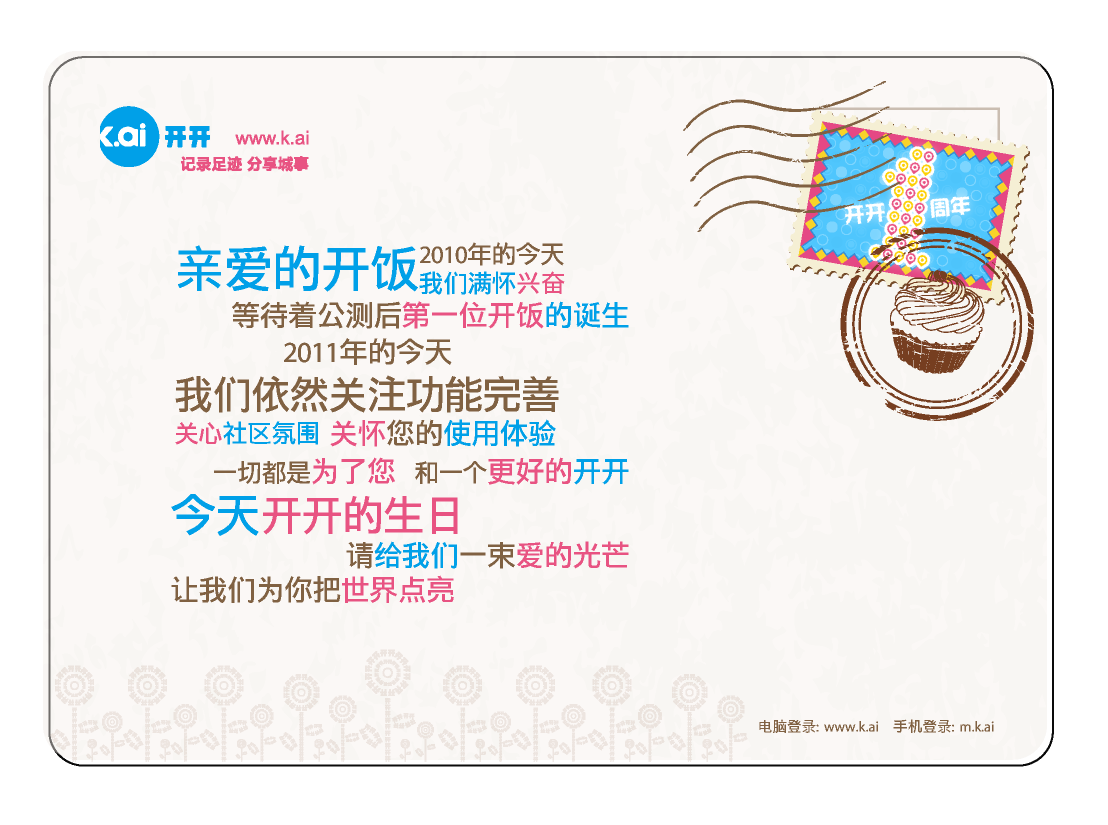 k.ai 开开 www.k.ai
记录足迹 分享城事
开开 周年
亲爱的开饭 2010年的今天
我们满怀兴奋
等待着公测后第一位开饭的诞生
2011年的今天
我们依然关注功能完善
关心社区氛围 关怀您的使用体验
一切都是为了您 和一个更好的开开
今天开开的生日
请给我们一束爱的光芒
让我们为你把世界点亮
电脑登录: www.k.ai 手机登录: m.k.ai